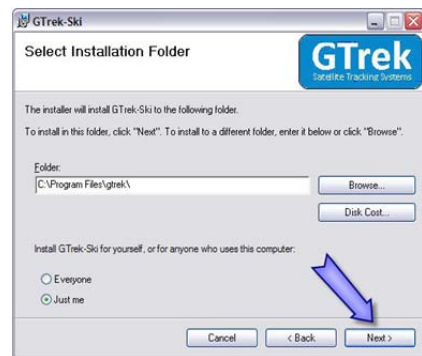 GTrek-Ski
Select Installation Folder
GTrek
Satellite Tracking Systems
The installer will install GTrek-Ski to the following folder.
To install in this folder, click "Next". To install to a different folder, enter it below or click "Browse".
Folder:
C:\Program Files\gtrek\
Browse...
Disk Cost...
Install GTrek-Ski for yourself, or for anyone who uses this computer:
Everyone
Just me
Cancel
< Back
Next >